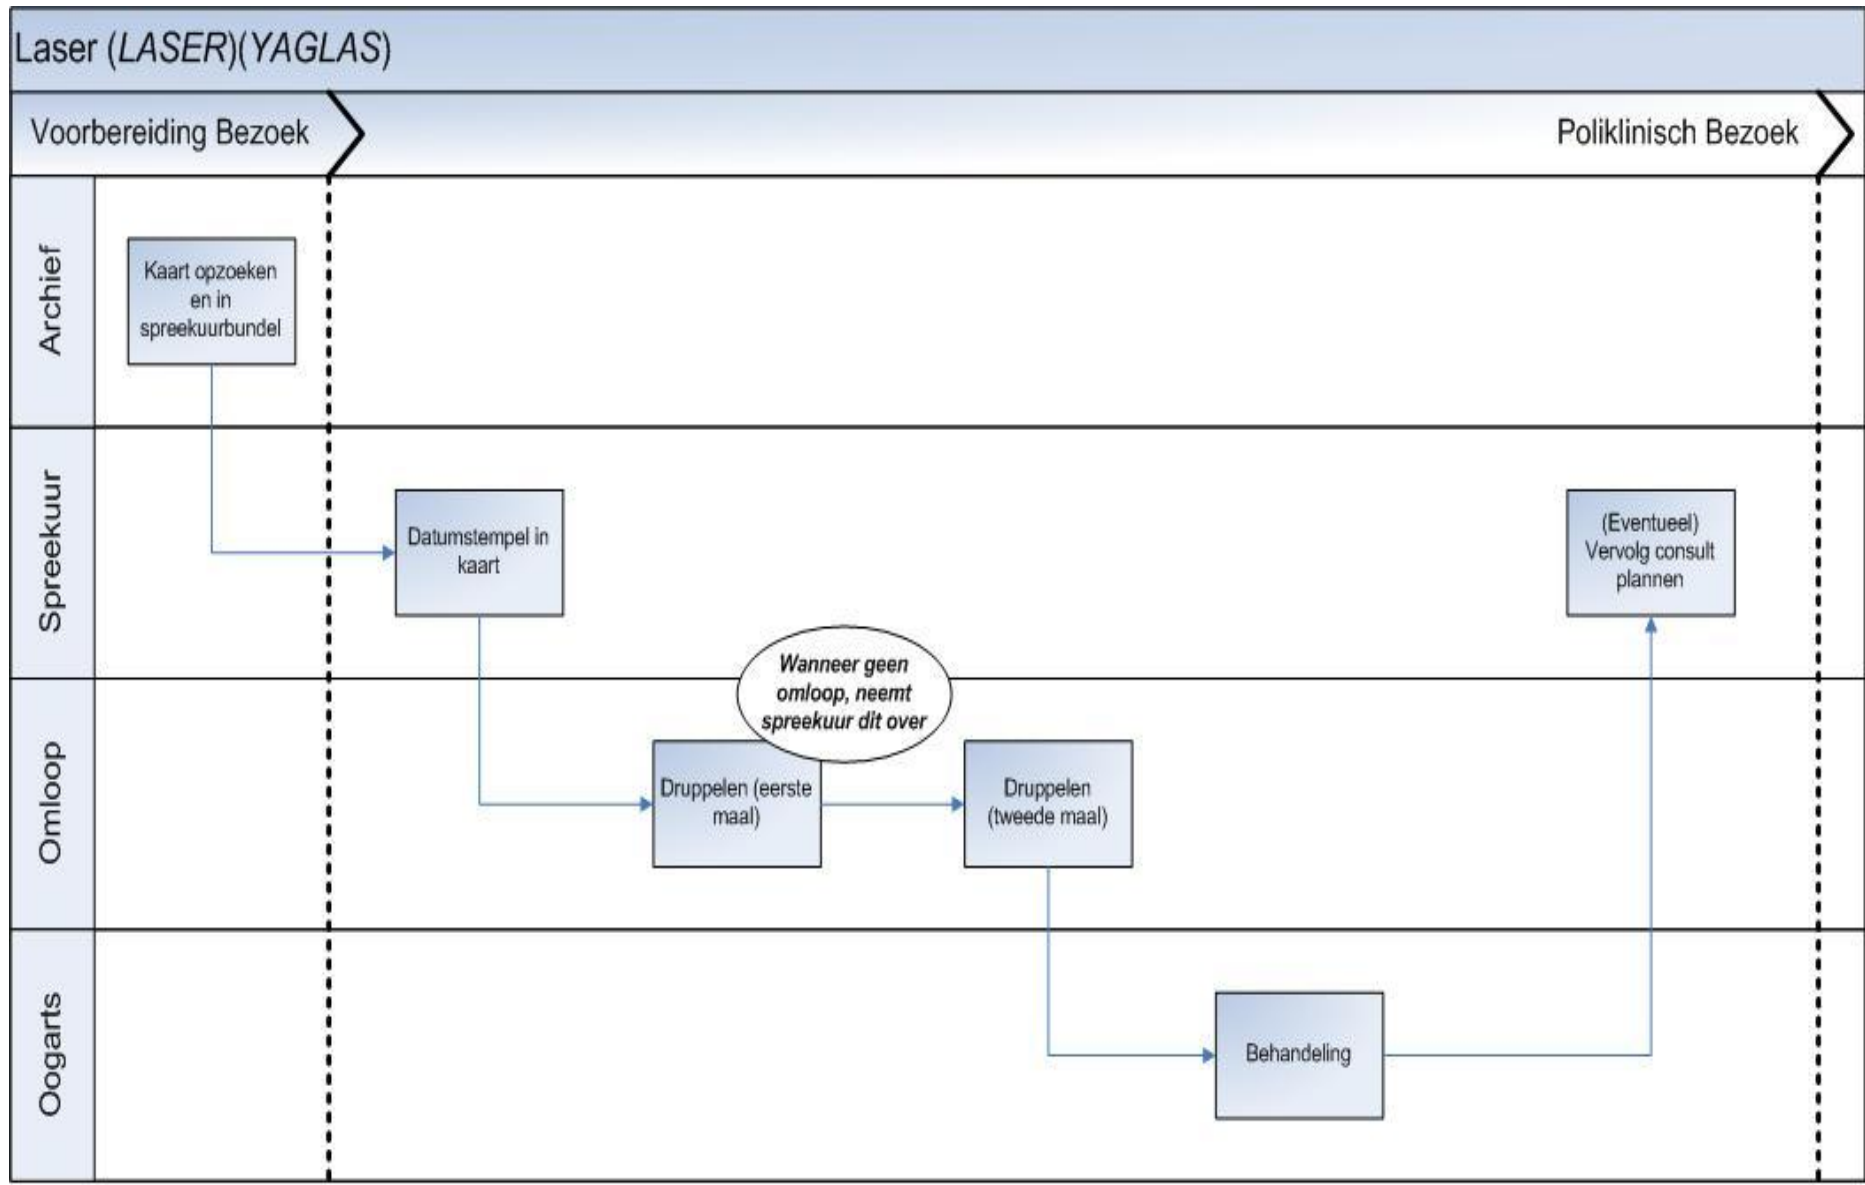 Laser (LASER)(YAGLAS)
Voorbereiding Bezoek
Poliklinisch Bezoek
Archief
Kaart opzoeken
en in
spreekuurbundel
Spreekuur
Datumstempel in
kaart
(Eventueel)
Vervolg consult
plannen
Wanneer geen
omloop, neemt
spreekuur dit over
Omloop
Druppelen (eerste
maal)
Druppelen
(tweede maal)
Oogarts
Behandeling